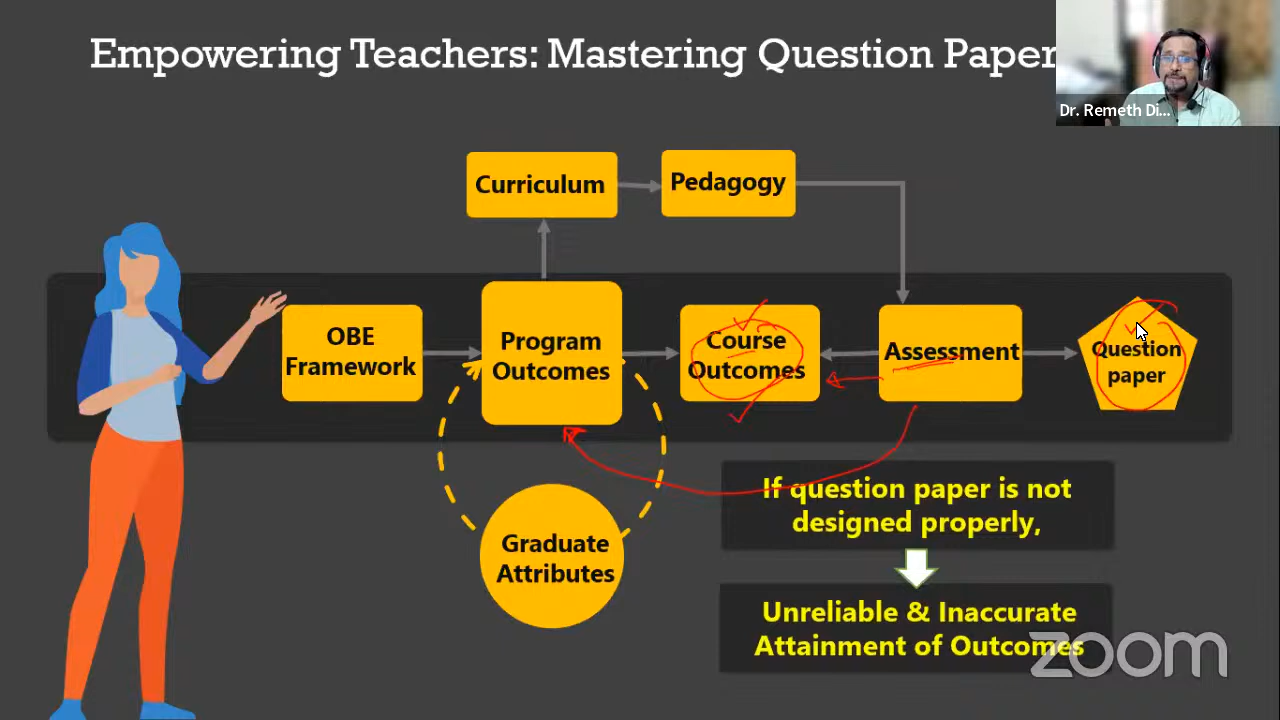 Empowering Teachers: Mastering Question Paper
Dr. Remeth Di...
Curriculum
Pedagogy
OBE
Framework
Program
Outcomes
Course
Outcomes
Assessment
Question
paper
Graduate
Attributes
If question paper is not
designed properly,
Unreliable & Inaccurate
Attainment of Outcomes
zoom